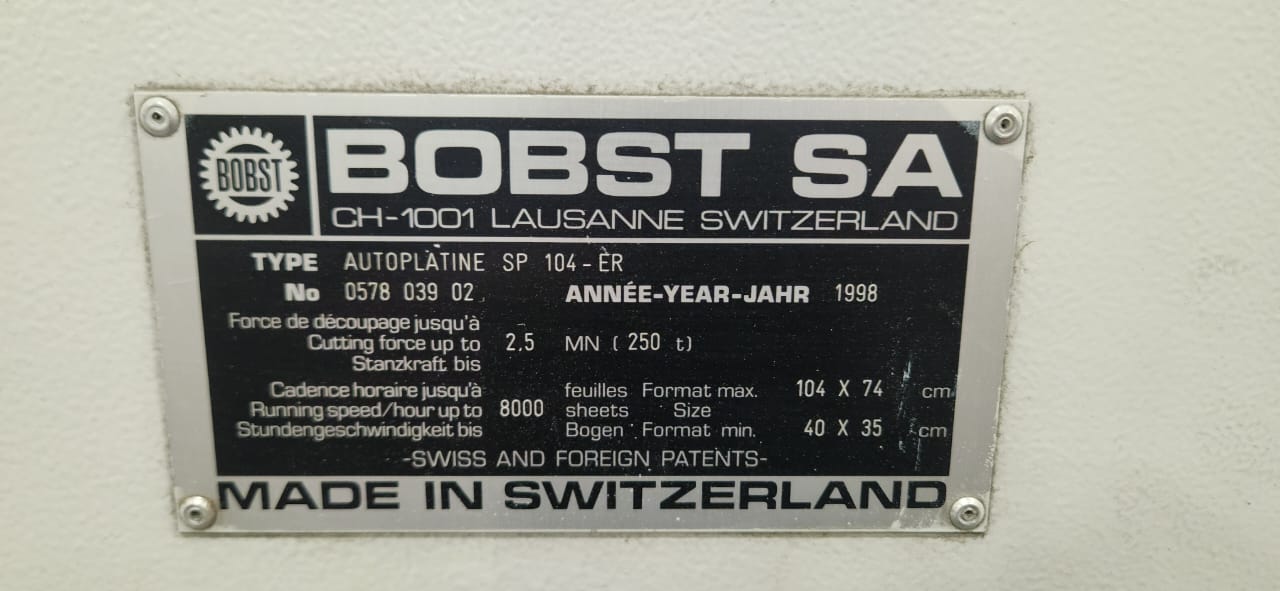 BOBST
BOBST SA
CH-1001 LAUSANNE SWITZERLAND
TYPE AUTOPLATINE SP 104-ER
No 0578 039 02 ANNÉE-YEAR-JAHR 1998
Force de découpage jusqu'à
Cutting force up to 2,5 MN ( 250 t)
Stanzkraft bis
Cadence horaire jusqu'à feuilles Format max. 104 X 74 cm
Running speed/hour up to 8000 sheets Size
Stundengeschwindigkeit bis Bogen Format min. 40 X 35 cm
-SWISS AND FOREIGN PATENTS-
MADE IN SWITZERLAND